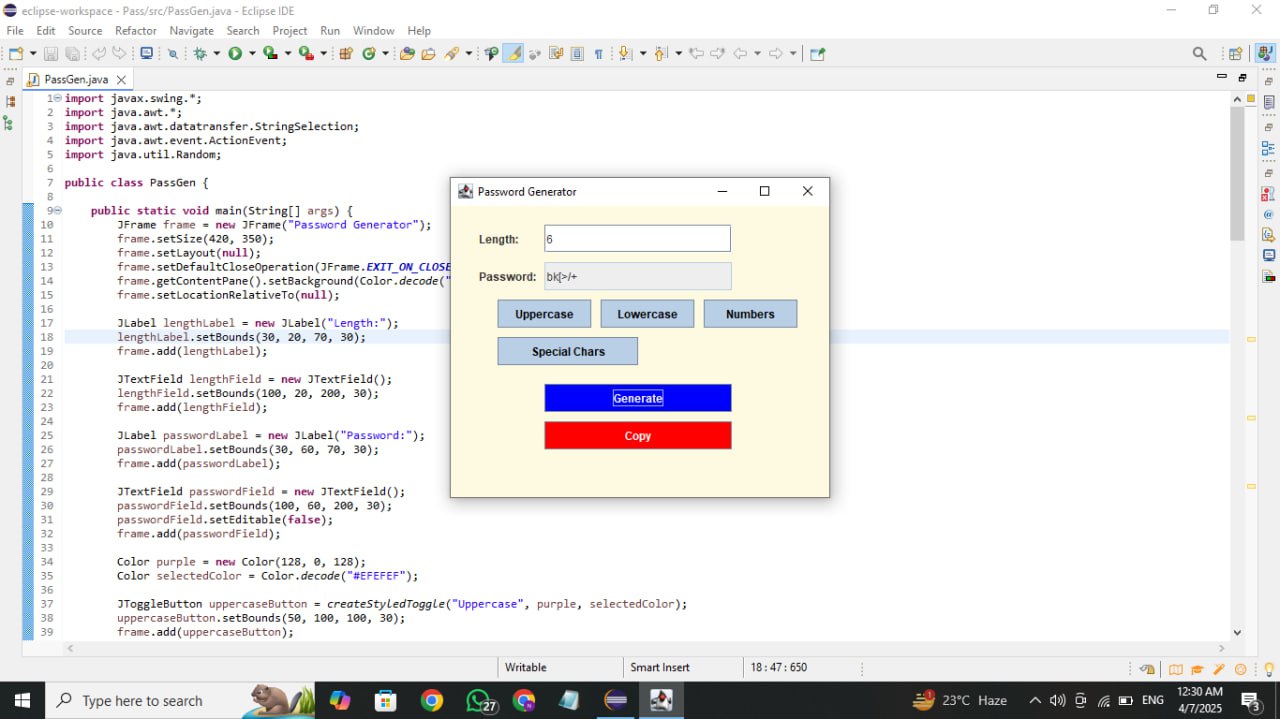 eclipse-workspace - Pass/src/PassGen.java - Eclipse IDE
File Edit Source Refactor Navigate Search Project Run Window Help
PassGen.java
1 import javax.swing.*;
2 import java.awt.*;
3 import java.awt.datatransfer.StringSelection;
4 import java.awt.event.ActionEvent;
5 import java.util.Random;
6
7 public class PassGen {
8
9 public static void main(String[] args) {
10 JFrame frame = new JFrame("Password Generator");
11 frame.setSize(420, 350);
12 frame.setLayout(null);
13 frame.setDefaultCloseOperation(JFrame.EXIT_ON_CLOSE
14 frame.getContentPane().setBackground(Color.decode("
15 frame.setLocationRelativeTo(null);
16
17 JLabel lengthLabel = new JLabel("Length:");
18 lengthLabel.setBounds(30, 20, 70, 30);
19 frame.add(lengthLabel);
20
21 JTextField lengthField = new JTextField();
22 lengthField.setBounds(100, 20, 200, 30);
23 frame.add(lengthField);
24
25 JLabel passwordLabel = new JLabel("Password:");
26 passwordLabel.setBounds(30, 60, 70, 30);
27 frame.add(passwordLabel);
28
29 JTextField passwordField = new JTextField();
30 passwordField.setBounds(100, 60, 200, 30);
31 passwordField.setEditable(false);
32 frame.add(passwordField);
33
34 Color purple = new Color(128, 0, 128);
35 Color selectedColor = Color.decode("#EFEFEF");
36
37 JToggleButton uppercaseButton = createStyledToggle("Uppercase", purple, selectedColor);
38 uppercaseButton.setBounds(50, 100, 100, 30);
39 frame.add(uppercaseButton);
Password Generator
Length: 6
Password: bk[>/+
Uppercase Lowercase Numbers
Special Chars
Generate
Copy
Writable Smart Insert 18 : 47 : 650
Type here to search
27
1
23°C Haze
ENG
12:30 AM
4/7/2025
3